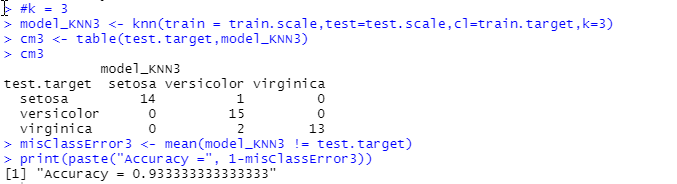 > #k = 3
> model_KNN3 <- knn(train = train.scale,test=test.scale,cl=train.target,k=3)
> cm3 <- table(test.target,model_KNN3)
> cm3
model_KNN3
test.target setosa versicolor virginica
setosa 14 1 0
versicolor 0 15 0
virginica 0 2 13
> misClassError3 <- mean(model_KNN3 != test.target)
> print(paste("Accuracy =", 1-misClassError3))
[1] "Accuracy = 0.933333333333333"